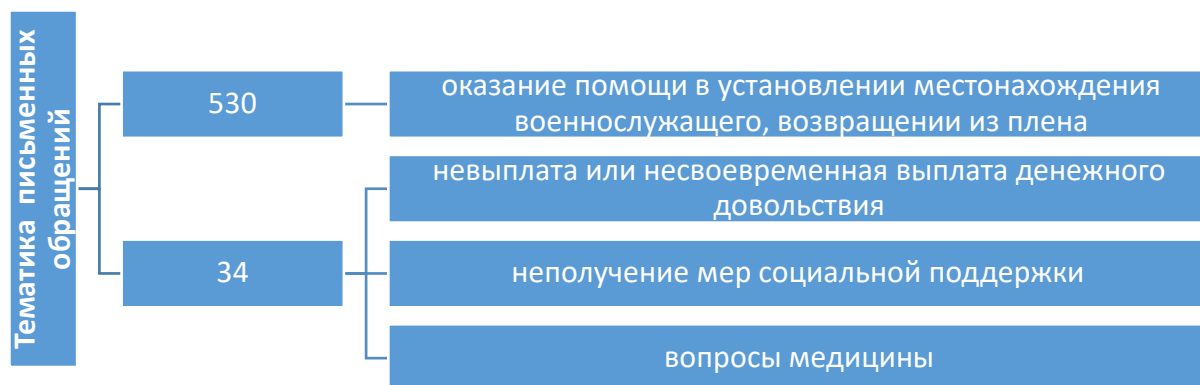 Тематика письменных
обращений
530
оказание помощи в установлении местонахождения
военнослужащего, возвращении из плена
невыплата или несвоевременная выплата денежного
довольствия
34
неполучение мер социальной поддержки
вопросы медицины